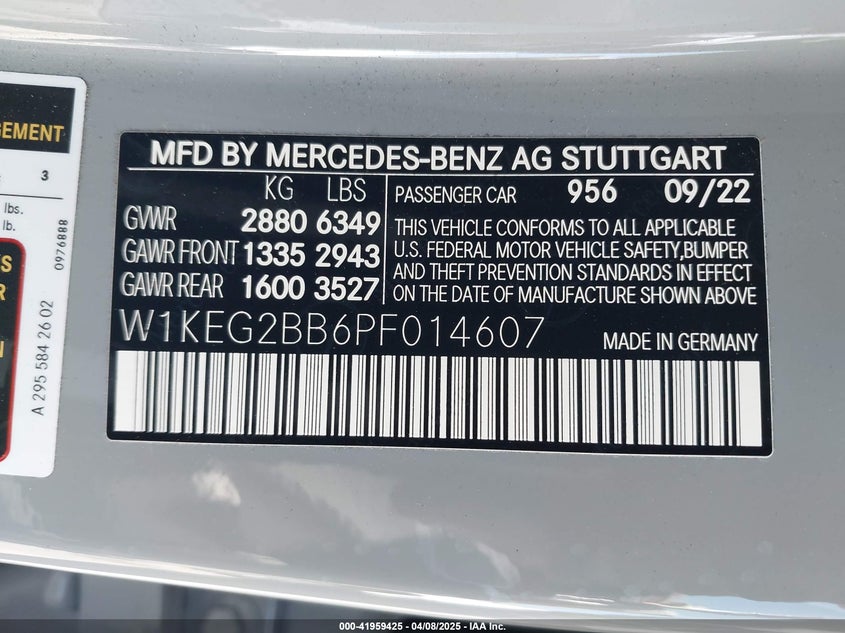 GEMENT
3
lbs.
lb.
0976888
S
R
N
A 295 584 26 02
MFD BY MERCEDES-BENZ AG STUTTGART
KG LBS
GVWR 2880 6349
GAWR FRONT 1335 2943
GAWR REAR 1600 3527
PASSENGER CAR 956 09/22
THIS VEHICLE CONFORMS TO ALL APPLICABLE
U.S. FEDERAL MOTOR VEHICLE SAFETY,BUMPER
AND THEFT PREVENTION STANDARDS IN EFFECT
ON THE DATE OF MANUFACTURE SHOWN ABOVE
W1KEG2BB6PF014607
MADE IN GERMANY
000-41959425 - 04/08/2025 - IAA Inc.